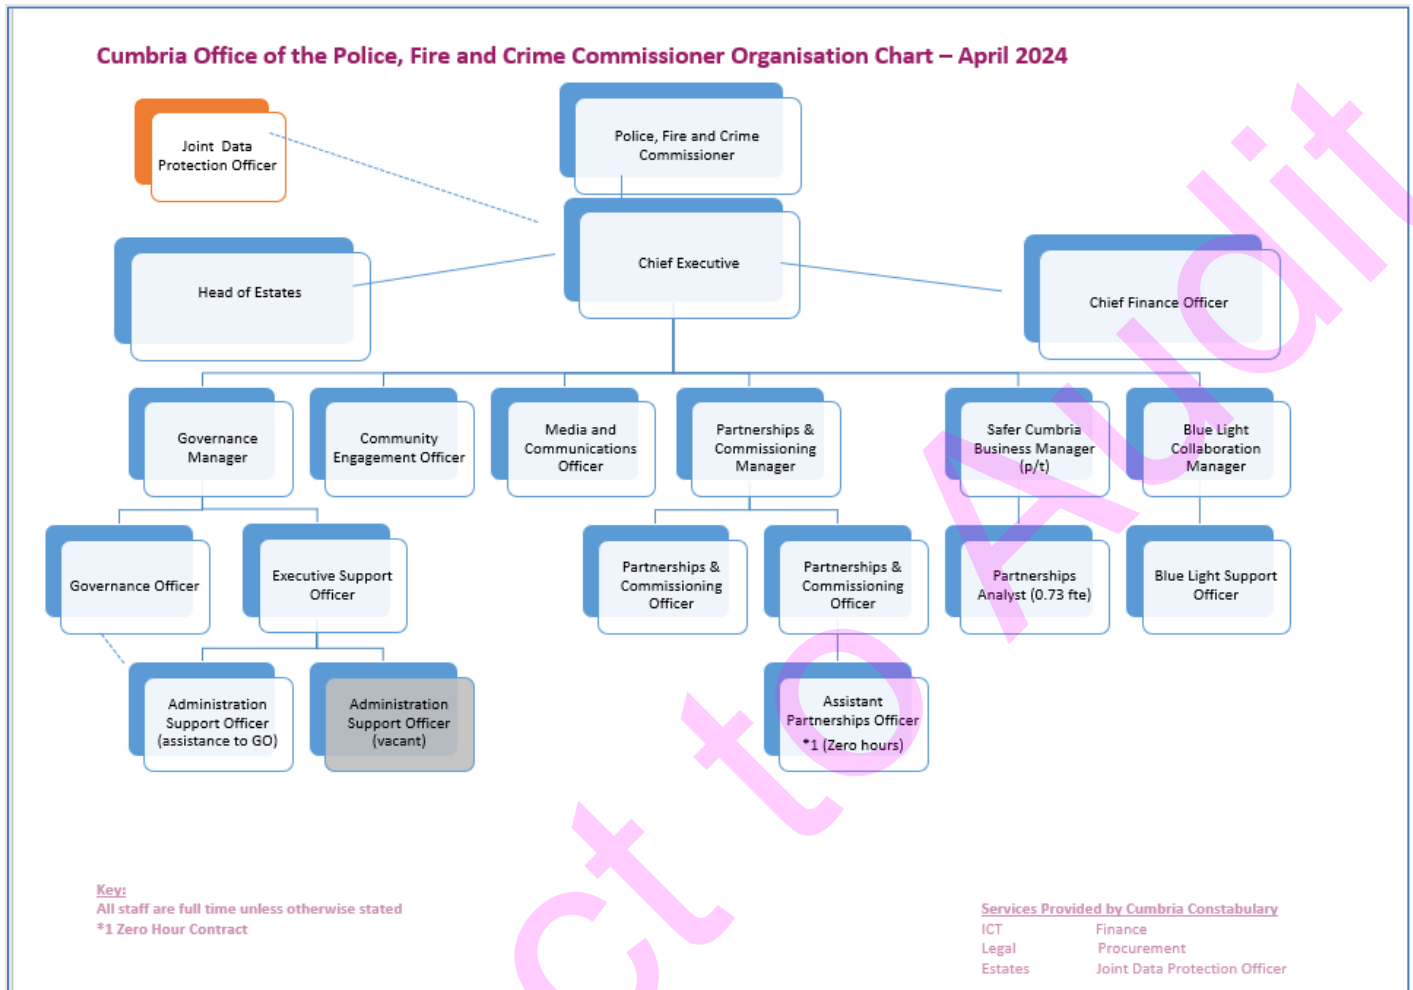 Cumbria Office of the Police, Fire and Crime Commissioner Organisation Chart – April 2024
Joint Data
Protection Officer
Police, Fire and Crime
Commissioner
Head of Estates
Chief Executive
Chief Finance Officer
Governance
Manager
Community
Engagement Officer
Media and
Communications
Officer
Partnerships &
Commissioning
Manager
Safer Cumbria
Business Manager
(p/t)
Blue Light
Collaboration
Manager
Governance Officer
Executive Support
Officer
Partnerships &
Commissioning
Officer
Partnerships &
Commissioning
Officer
Partnerships
Analyst (0.73 fte)
Blue Light Support
Officer
Administration
Support Officer
(assistance to GO)
Administration
Support Officer
(vacant)
Assistant
Partnerships Officer
*1 (Zero hours)
Key:
All staff are full time unless otherwise stated
*1 Zero Hour Contract
Services Provided by Cumbria Constabulary
ICT Finance
Legal Procurement
Estates Joint Data Protection Officer
ct to Audit